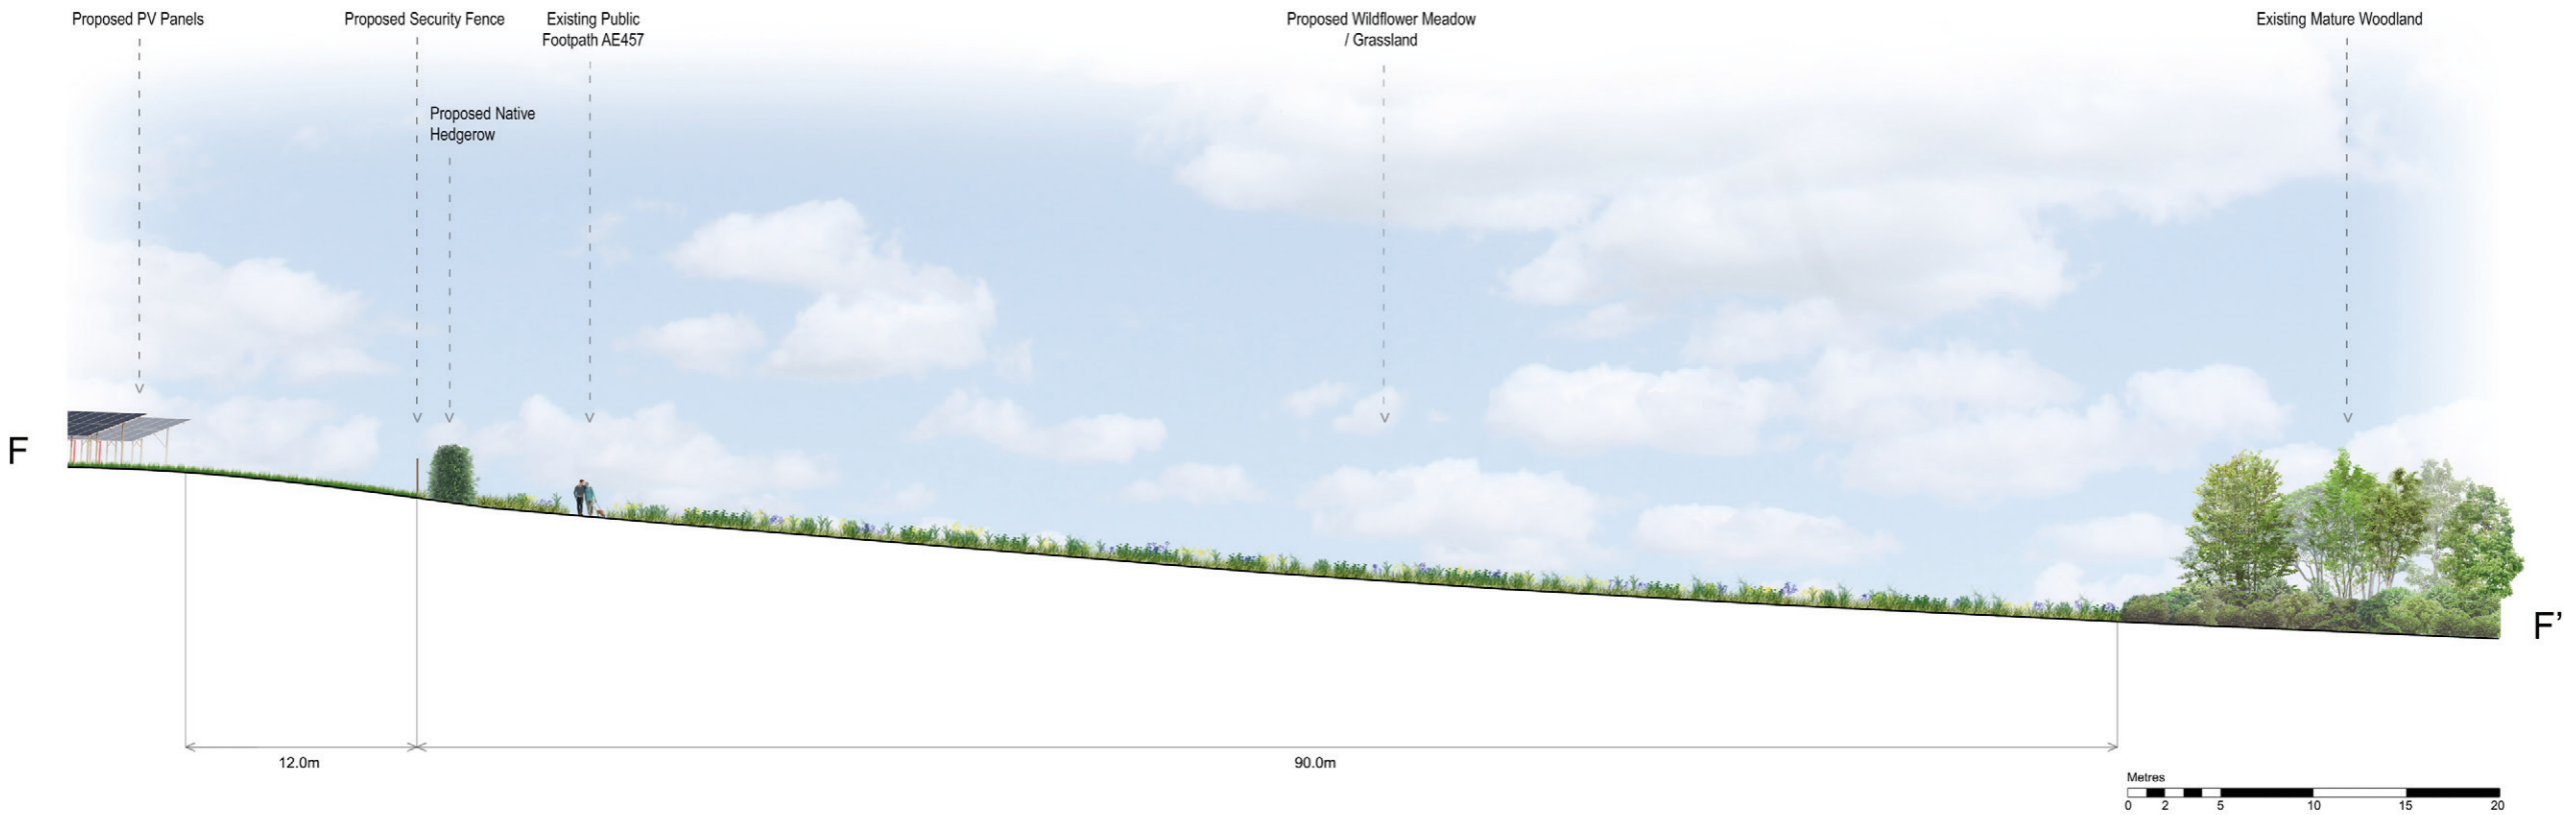 Proposed PV Panels
Proposed Security Fence
Existing Public
Footpath AE457
Proposed Wildflower Meadow
/ Grassland
Existing Mature Woodland
Proposed Native
Hedgerow
F
F’
12.0m
90.0m
Metres
0 2 5 10 15 20